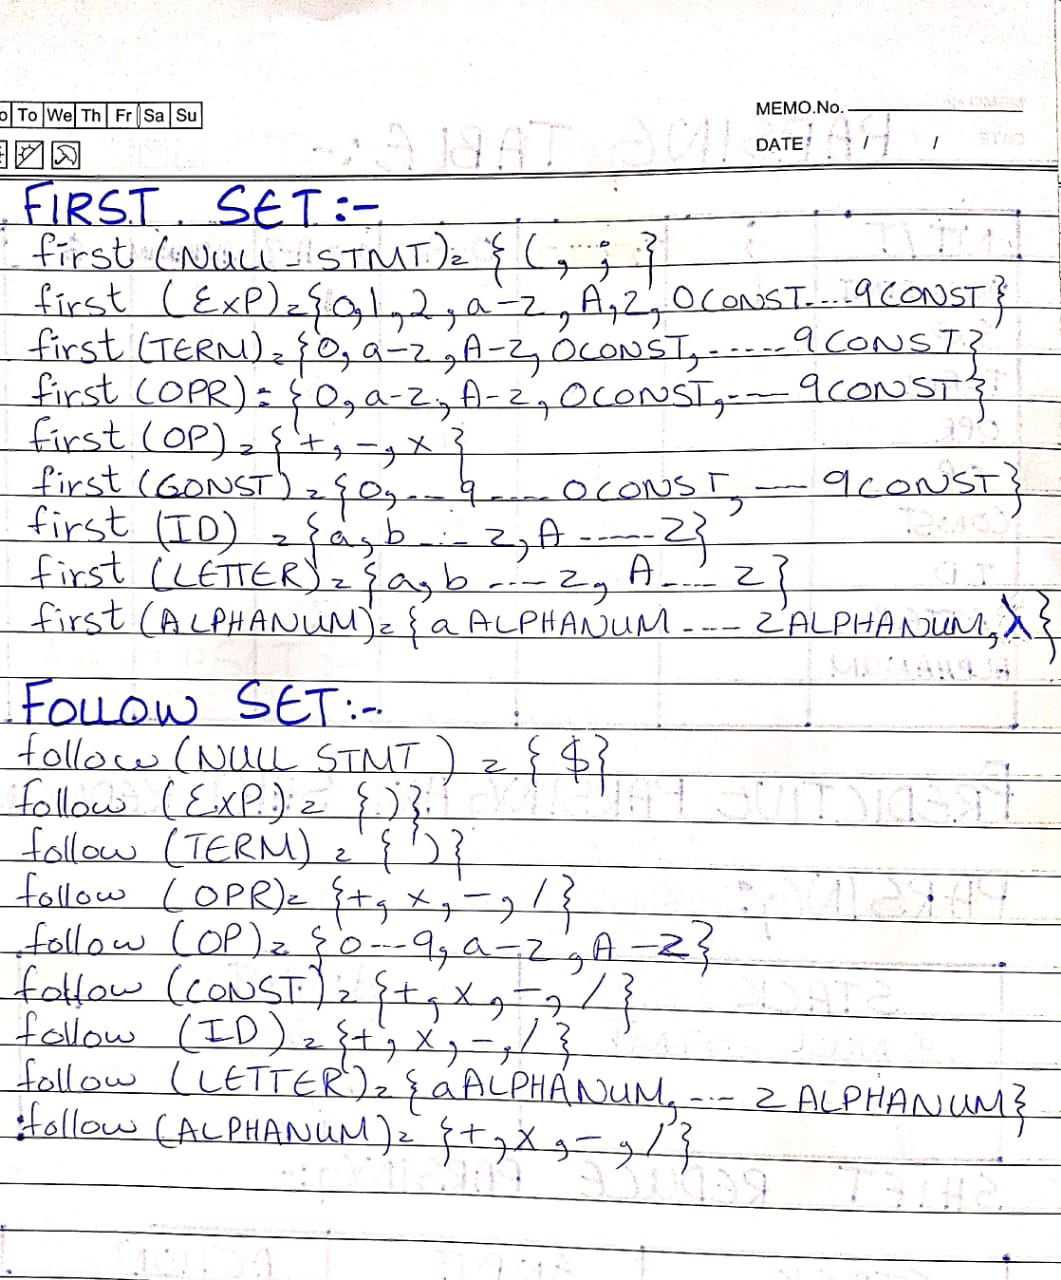 To We Th Fr Sa Su
MEMO.No.
DATE / /
FIRST SET:-
first (NULL - STMT) = { ( , ; }
first (EXP) = {0,1,2, a-z, A,Z, 0CONST....9CONST}
first (TERM) = {0, a-z, A-Z, 0CONST,-----9CONST}
first (OPR) = {0, a-z, A-Z, 0CONST,---9CONST}
first (OP) = {+, -, x}
first (CONST) = {0,--9----0CONST,--- 9CONST}
first (ID) = {a, b --- z, A ----- Z}
first (LETTER) = {a, b ---- z, A---- Z}
first (ALPHANUM) = {a ALPHANUM ---- Z ALPHANUM, λ}
FOLLOW SET:-
follow (NULL STMT) = {$}
follow (EXP) = {)}
follow (TERM) = {)}
follow (OPR) = {+, x, -, /}
follow (OP) = {0---9, a-z, A-Z}
follow (CONST) = {+, x, -, /}
follow (ID) = {+, x, -, /}
follow (LETTER) = {a ALPHANUM, --- Z ALPHANUM}
follow (ALPHANUM) = {+, x, -, /}